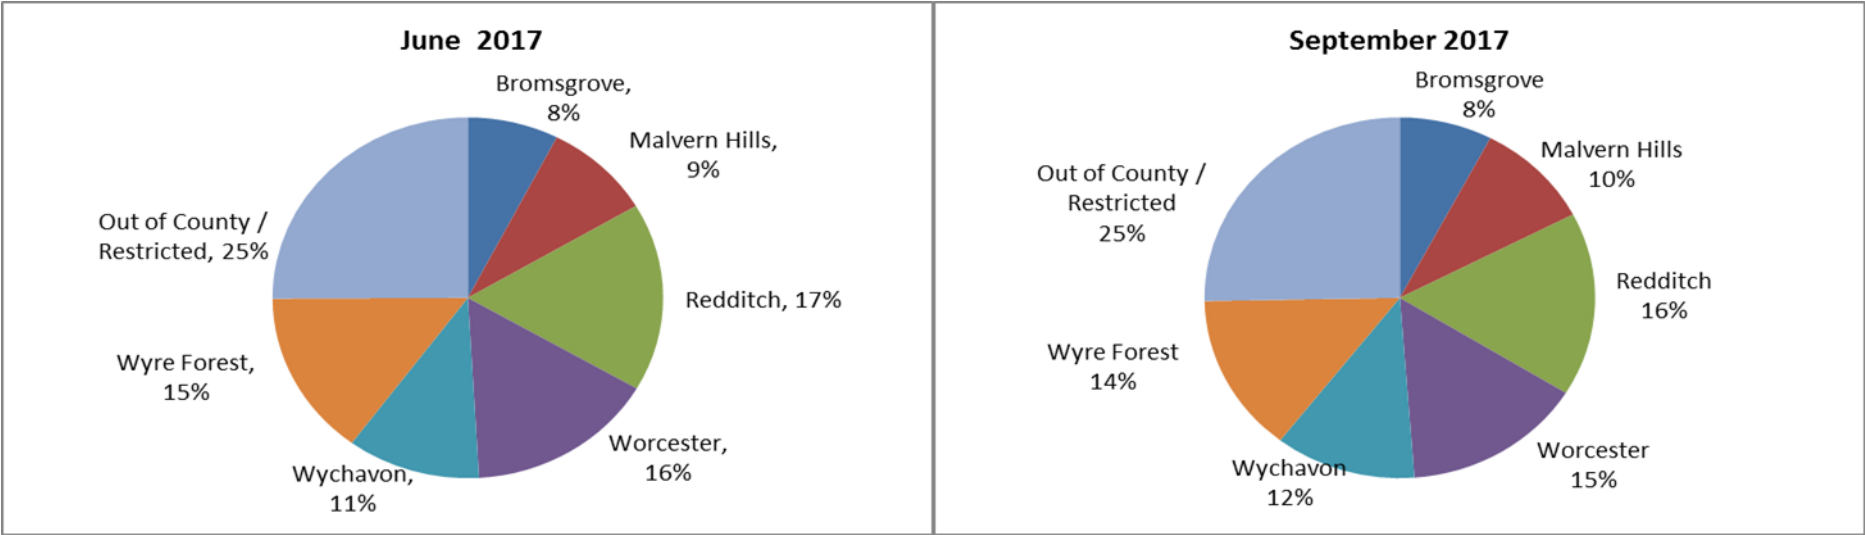 June  2017
Bromsgrove,
8%
Malvern Hills,
9%
Redditch, 17%
Worcester,
16%
Wychavon,
11%
Wyre Forest,
15%
Out of County /
Restricted, 25%
September 2017
Bromsgrove
8%
Malvern Hills
10%
Redditch
16%
Worcester
15%
Wychavon
12%
Wyre Forest
14%
Out of County /
Restricted
25%